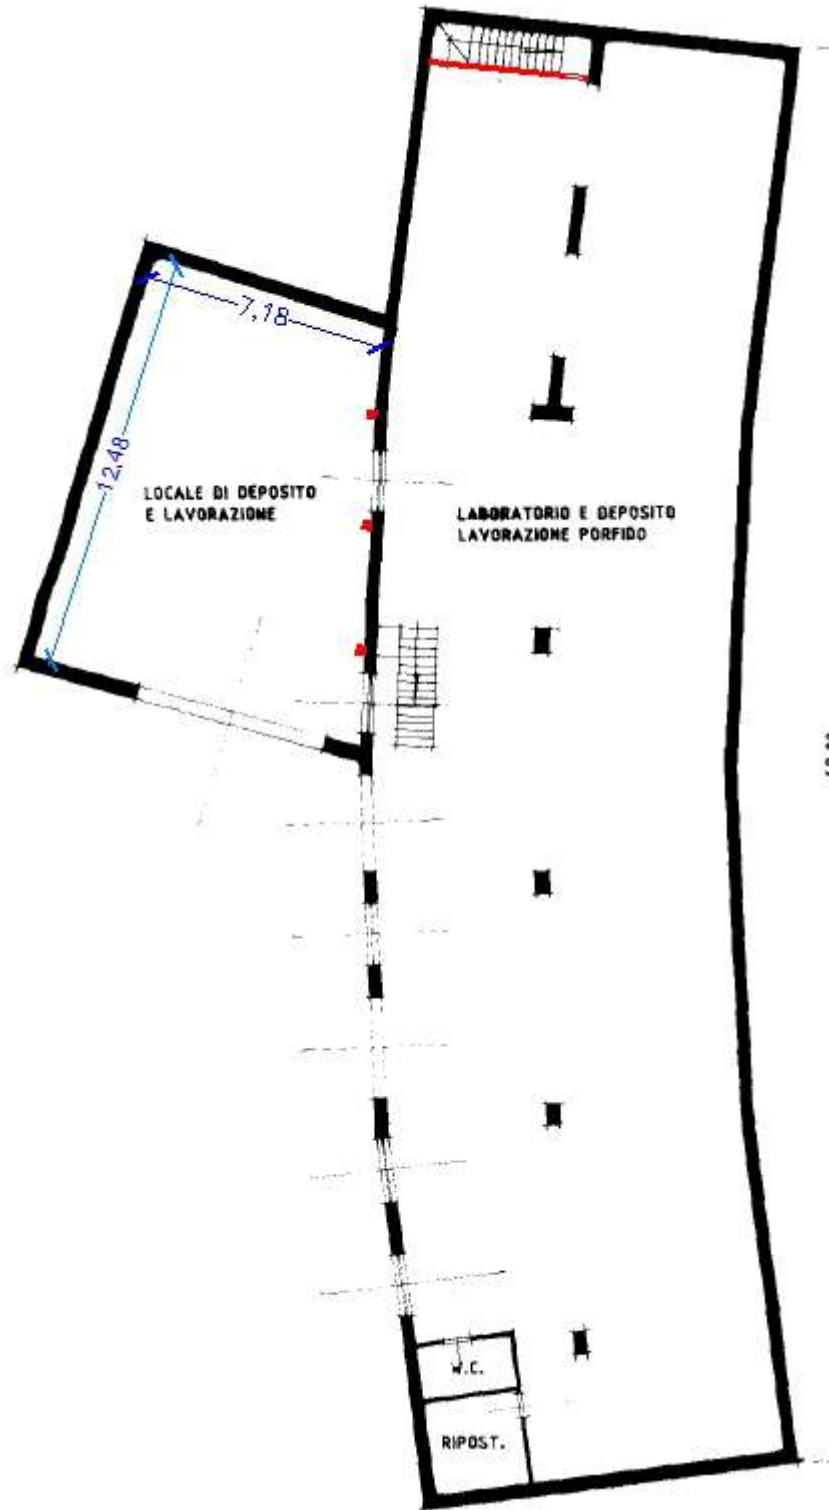 7,18
12,48
LOCALE DI DEPOSITO
E LAVORAZIONE
LABORATORIO E DEPOSITO
LAVORAZIONE PORFIDO
W.C.
RIPOST.